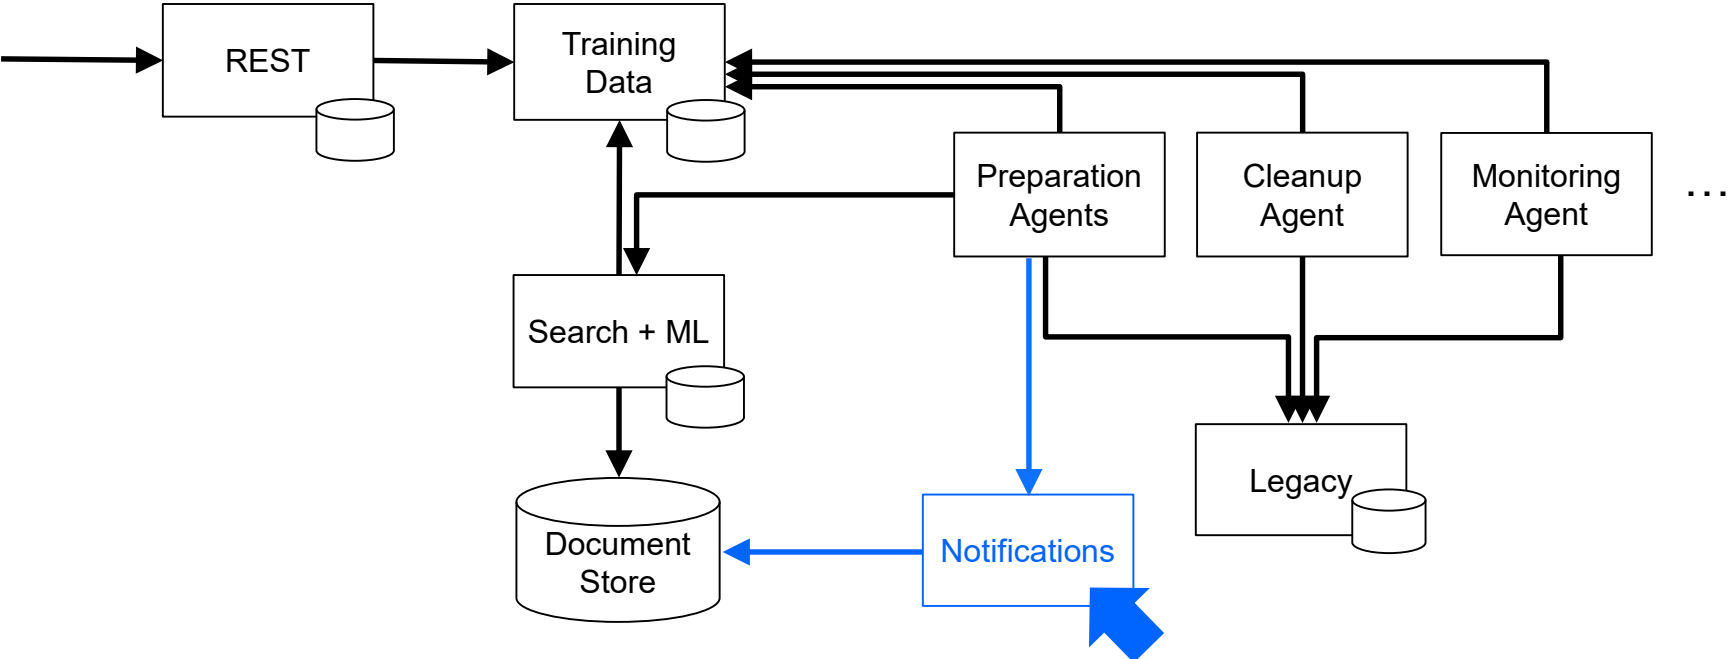 REST
Training
Data
Preparation
Agents
Cleanup
Agent
Monitoring
Agent
...
Search + ML
Legacy
Notifications
Document
Store